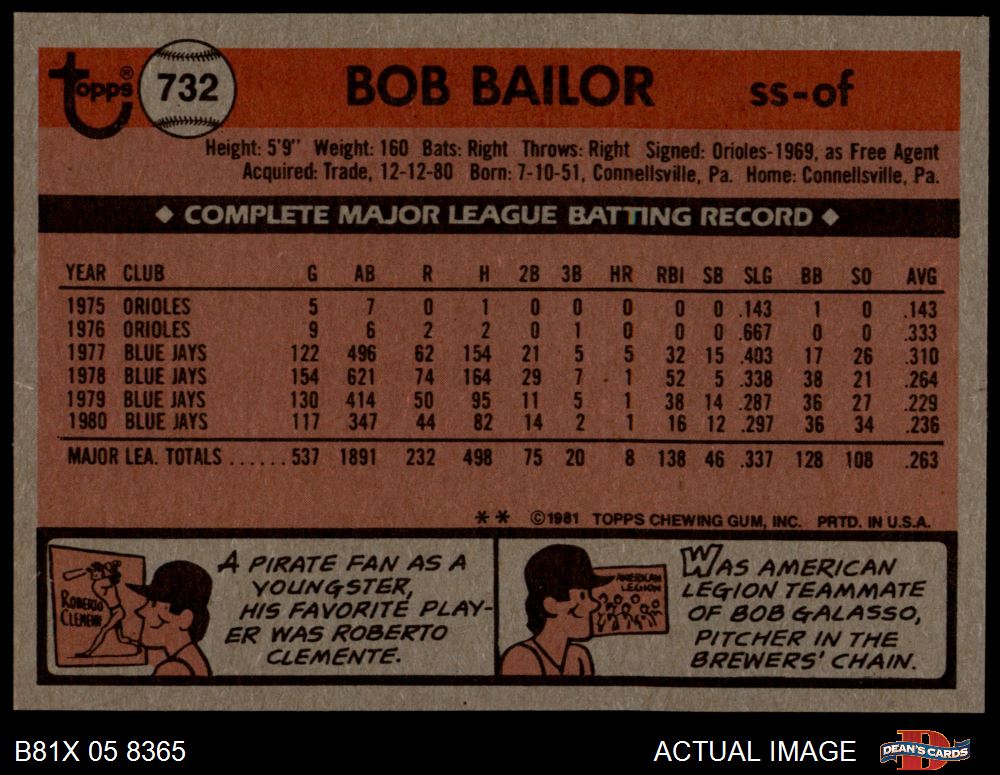 topps® 732 BOB BAILOR ss-of
Height: 5'9" Weight: 160 Bats: Right Throws: Right Signed: Orioles-1969, as Free Agent
Acquired: Trade, 12-12-80 Born: 7-10-51, Connellsville, Pa. Home: Connellsville, Pa.
◆ COMPLETE MAJOR LEAGUE BATTING RECORD ◆
YEAR CLUB G AB R H 2B 3B HR RBI SB SLG BB SO AVG
1975 ORIOLES 5 7 0 1 0 0 0 0 0 .143 1 0 .143
1976 ORIOLES 9 6 2 2 0 1 0 0 0 .667 0 0 .333
1977 BLUE JAYS 122 496 62 154 21 5 5 32 15 .403 17 26 .310
1978 BLUE JAYS 154 621 74 164 29 7 1 52 5 .338 38 21 .264
1979 BLUE JAYS 130 414 50 95 11 5 1 38 14 .287 36 27 .229
1980 BLUE JAYS 117 347 44 82 14 2 1 16 12 .297 36 34 .236
MAJOR LEA. TOTALS ...... 537 1891 232 498 75 20 8 138 46 .337 128 108 .263
** ©1981 TOPPS CHEWING GUM, INC. PRTD. IN U.S.A.
ROBERTO
CLEMENTE
A PIRATE FAN AS A
YOUNGSTER,
HIS FAVORITE PLAY-
ER WAS ROBERTO
CLEMENTE.
AMERICAN
LEGION
WAS AMERICAN
LEGION TEAMMATE
OF BOB GALASSO,
PITCHER IN THE
BREWERS' CHAIN.
B81X 05 8365 ACTUAL IMAGE DEAN'S CARDS